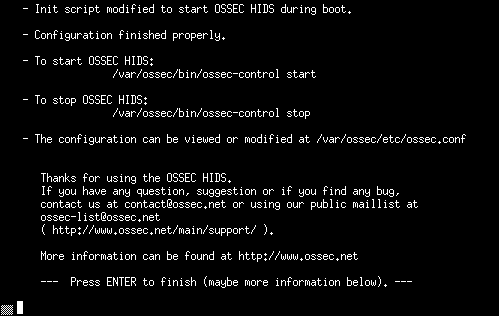 - Init script modified to start OSSEC HIDS during boot.
- Configuration finished properly.
- To start OSSEC HIDS:
/var/ossec/bin/ossec-control start
- To stop OSSEC HIDS:
/var/ossec/bin/ossec-control stop
- The configuration can be viewed or modified at /var/ossec/etc/ossec.conf
Thanks for using the OSSEC HIDS.
If you have any question, suggestion or if you find any bug,
contact us at contact@ossec.net or using our public maillist at
ossec-list@ossec.net
( http://www.ossec.net/main/support/ ).
More information can be found at http://www.ossec.net
--- Press ENTER to finish (maybe more information below). ---